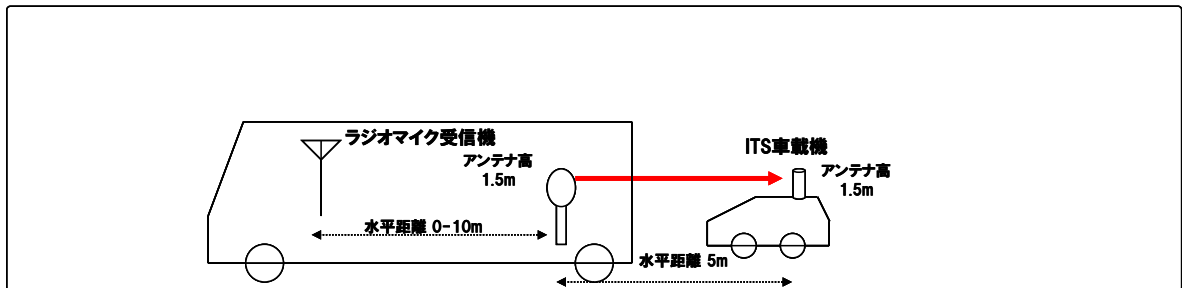 ラジオマイク受信機
アンテナ高
1.5m
ITS車載機
アンテナ高
1.5m
水平距離 0-10m
水平距離 5m